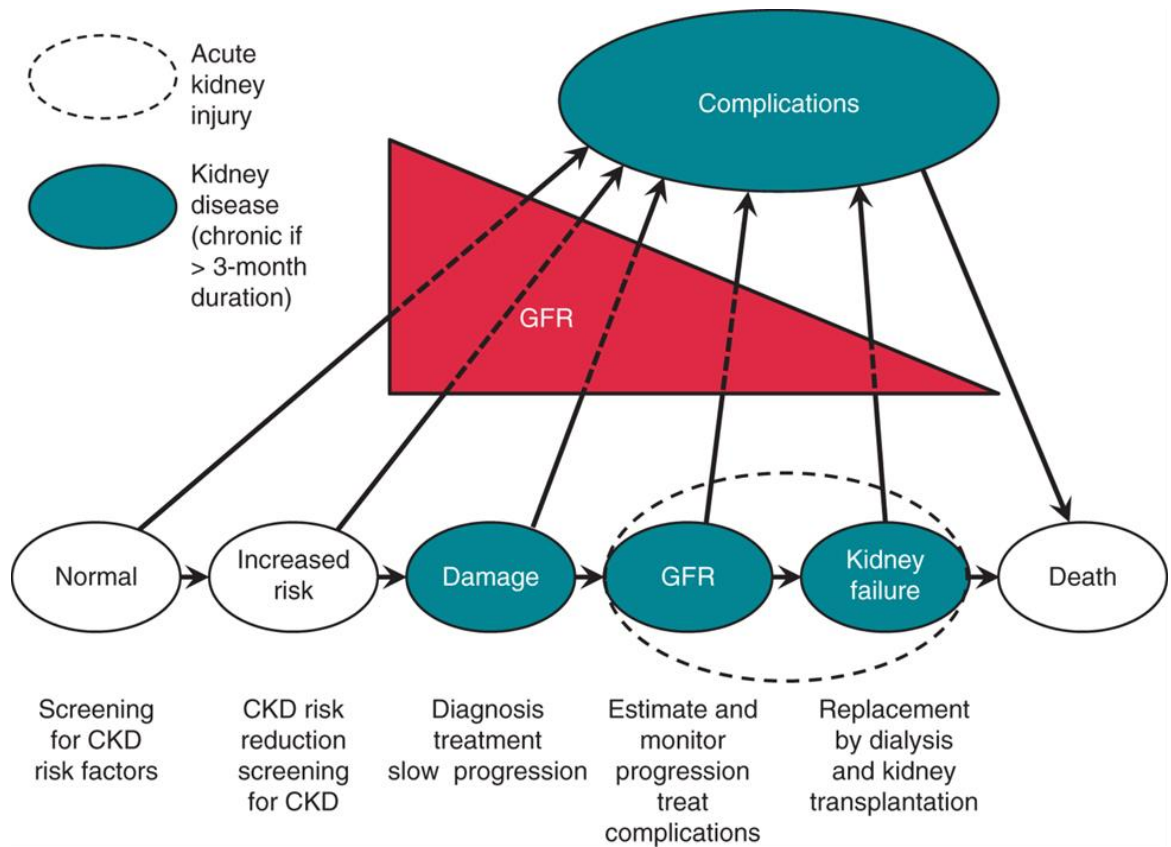 Acute
kidney
injury
Kidney
disease
(chronic if
> 3-month
duration)
Complications
GFR
Normal
Increased
risk
Damage
GFR
Kidney
failure
Death
Screening
for CKD
risk factors
CKD risk
reduction
screening
for CKD
Diagnosis
treatment
slow progression
Estimate and
monitor
progression
treat
complications
Replacement
by dialysis
and kidney
transplantation